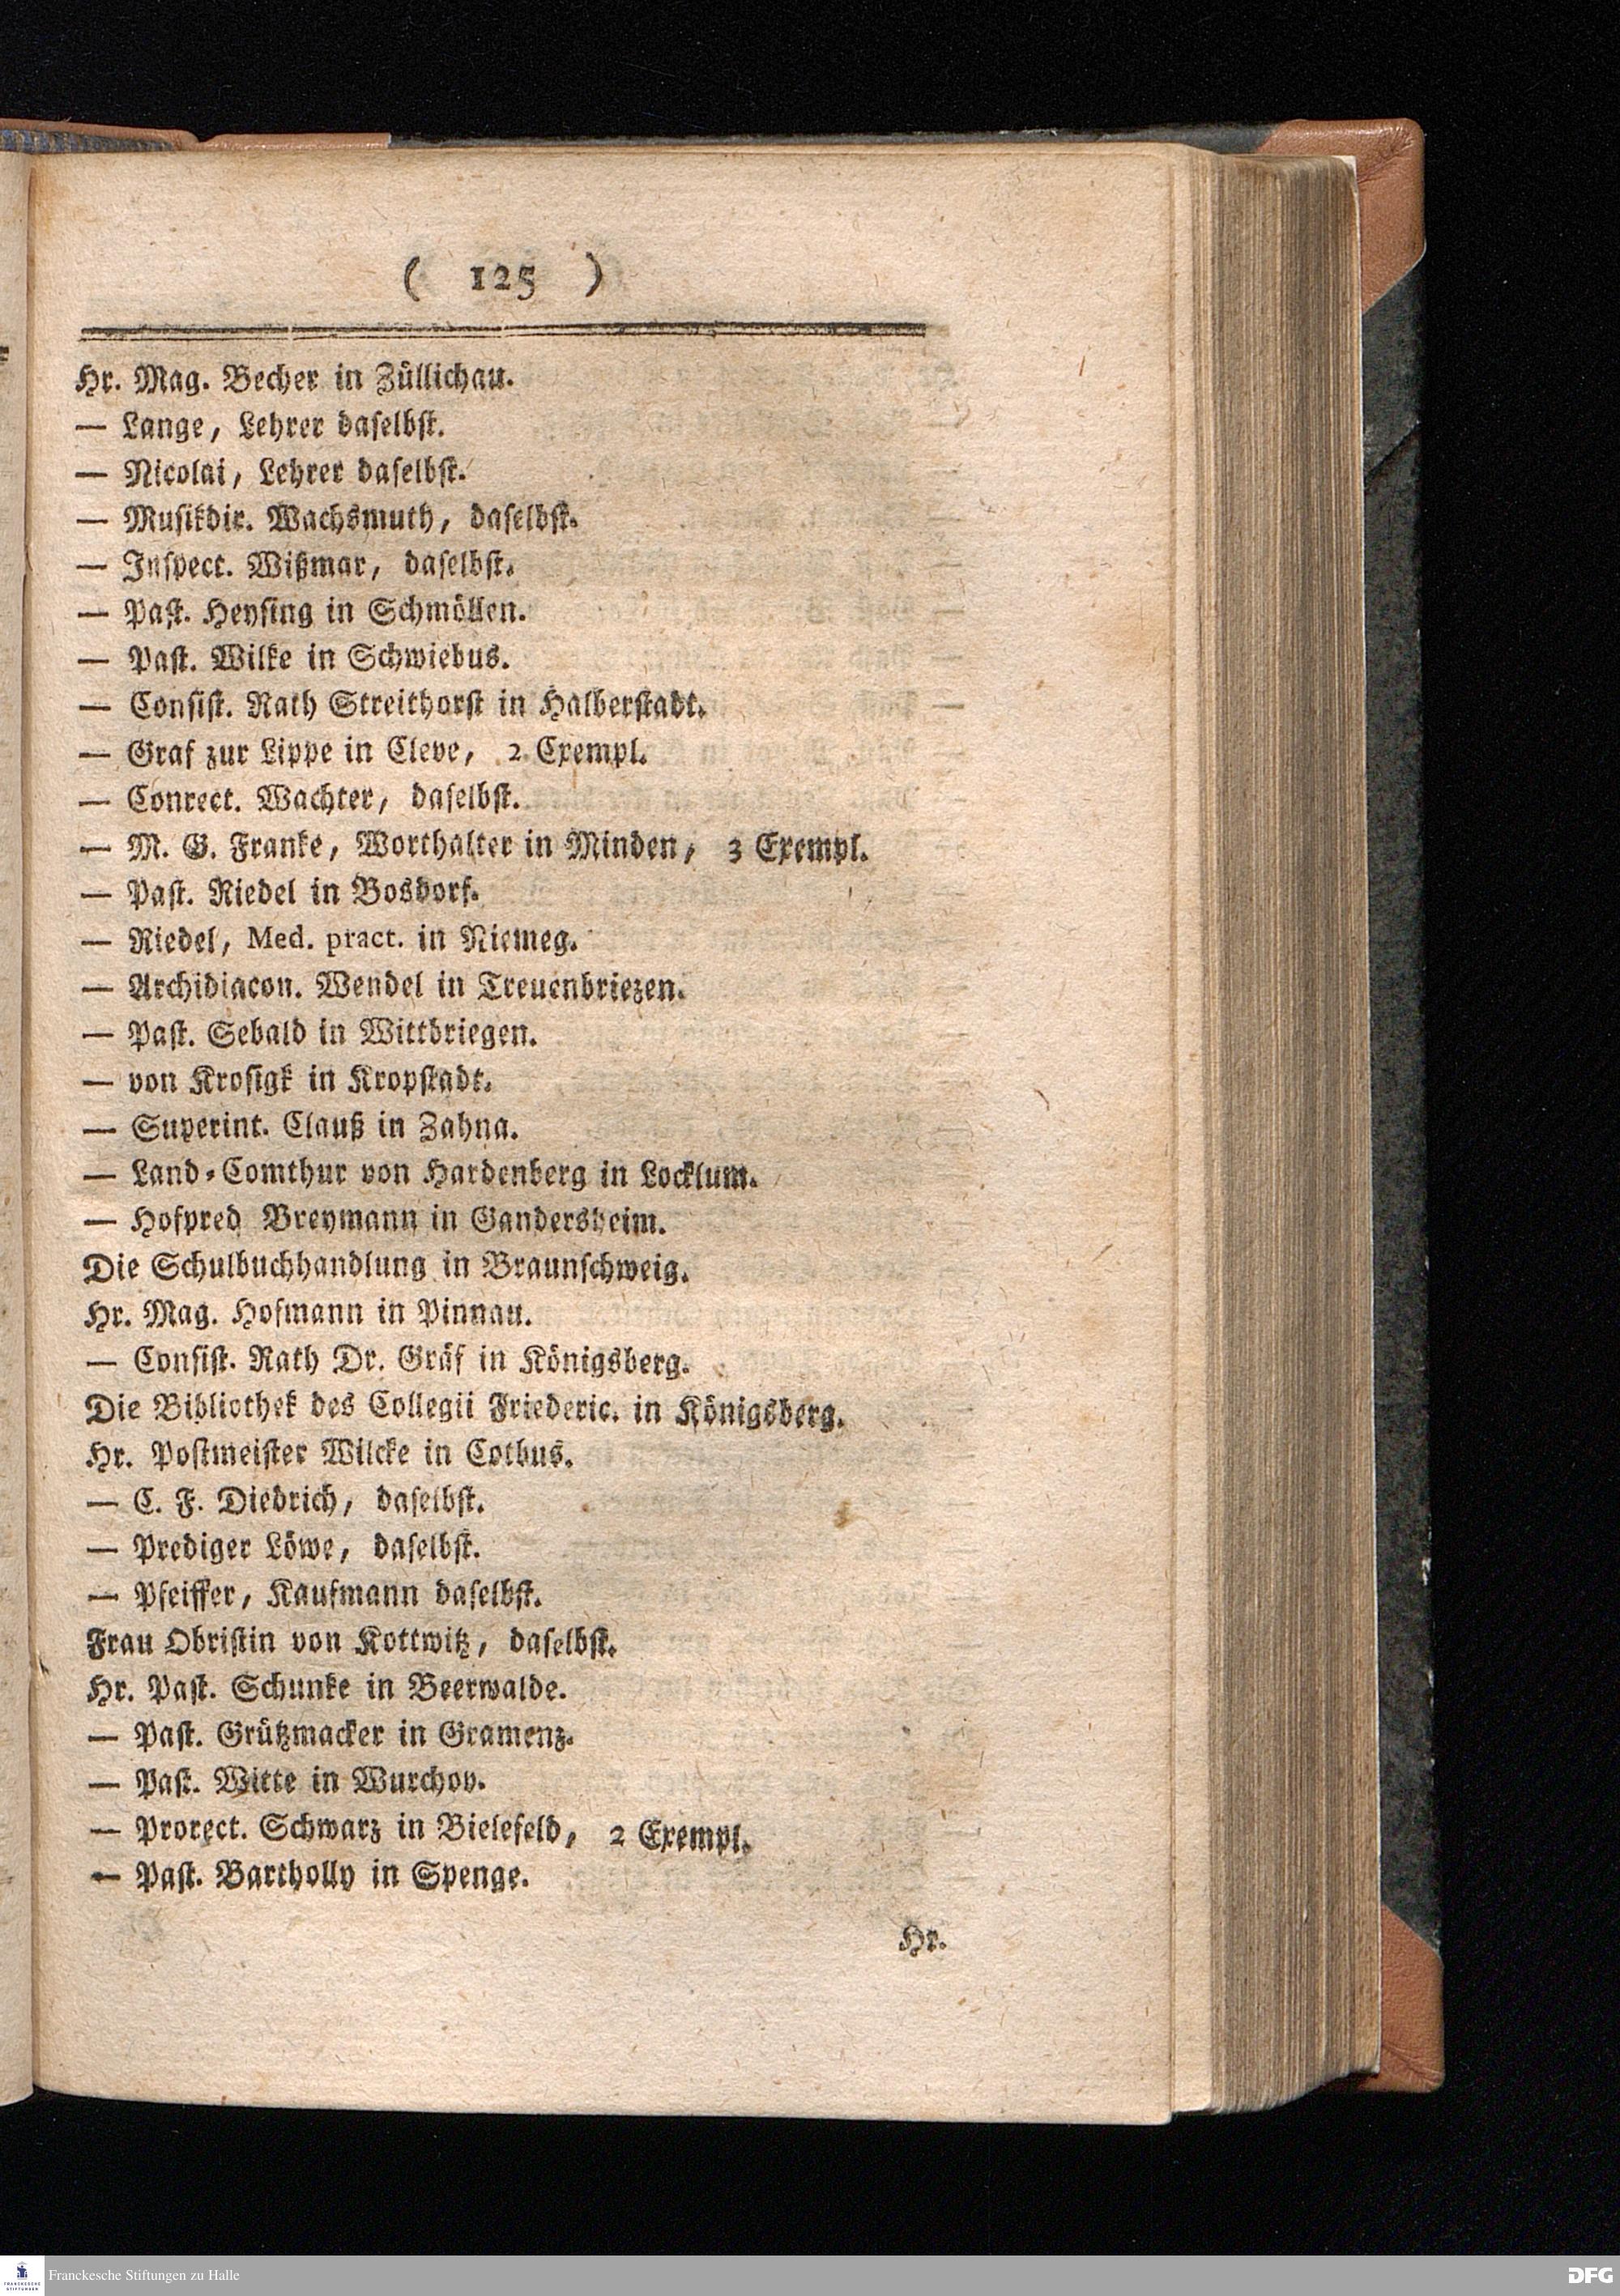 ( 125 )
Hr. Mag. Becher in Züllichau.
— Lange, Lehrer daſelbſt.
— Nicolai, Lehrer daſelbſt.
— Muſikdir. Wachsmuth, daſelbſt.
— Inſpect. Wißmar, daſelbſt.
— Paſt. Heyſing in Schmöllen.
— Paſt. Wilke in Schwiebus.
— Conſiſt. Rath Streithorst in Halberſtadt.
— Graf zur Lippe in Cleve, 2 Exempl.
— Conrect. Wachter, daſelbſt.
— M. G. Franke, Worthalter in Minden, 3 Exempl.
— Paſt. Riedel in Bosdorf.
— Riedel, Med. pract. in Niemeg.
— Archidiacon. Wendel in Treuenbriezen.
— Paſt. Sebald in Wittbriegen.
— von Kroſigk in Kropſtadt.
— Superint. Clauß in Zahna.
— Land-Comthur von Hardenberg in Locklum.
— Hofpred Breymann in Gandersheim.
Die Schulbuchhandlung in Braunſchweig.
Hr. Mag. Hofmann in Pinnau.
— Conſiſt. Rath Dr. Gräf in Königsberg.
Die Bibliothek des Collegii Friederic. in Königsberg.
Hr. Poſtmeiſter Wilcke in Cotbus.
— C. F. Diedrich, daſelbſt.
— Prediger Löwe, daſelbſt.
— Pfeiffer, Kaufmann daſelbſt.
Frau Obriſtin von Kottwitz, daſelbſt.
Hr. Paſt. Schunke in Beerwalde.
— Paſt. Grützmacker in Gramenz.
— Paſt. Witte in Wurchov.
— Prorect. Schwarz in Bielefeld, 2 Exempl.
— Paſt. Bartholly in Spenge.
Hr.
FRANCKESCHE STIFTUNGEN
Franckesche Stiftungen zu Halle
DFG